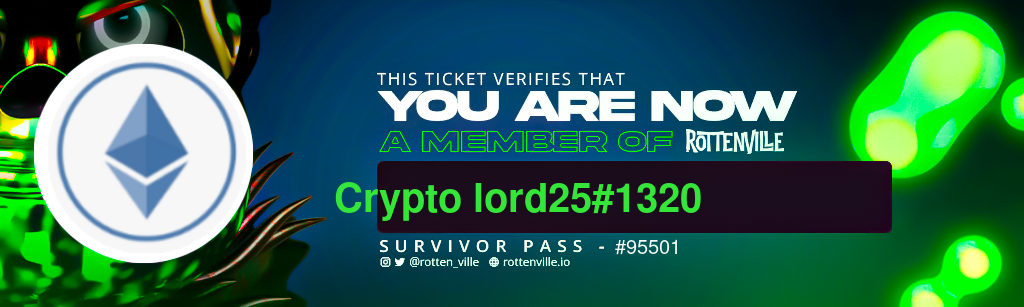 THIS TICKET VERIFIES THAT
YOU ARE NOW
A MEMBER OF ROTTENVILLE
Crypto lord25#1320
SURVIVOR PASS - #95501
@rotten_ville rottenville.io